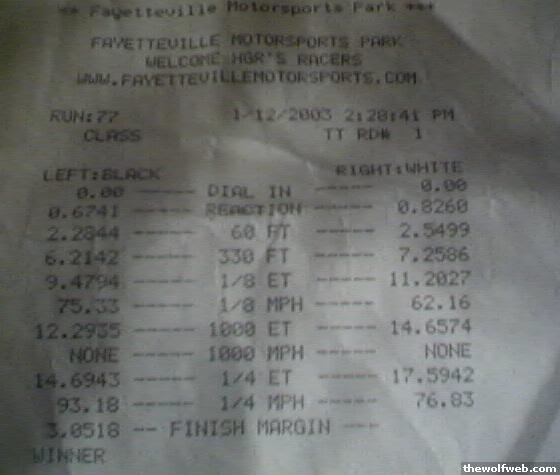 ** Fayetteville Motorsports Park ***
FAYETTEVILLE MOTORSPORTS PARK
WELCOME HGR'S RACERS
WWW.FAYETTEVILLEMOTORSPORTS.COM
RUN:77 1/12/2003 2:28:41 PM
CLASS TT RD# 1
LEFT:BLACK RIGHT:WHITE
0.00 ----- DIAL IN ----- 0.00
0.6741 ----- REACTION ----- 0.8260
2.2844 ----- 60 FT ----- 2.5499
6.2142 ----- 330 FT ----- 7.2586
9.4794 ----- 1/8 ET ----- 11.2027
75.33 ----- 1/8 MPH ----- 62.16
12.2935 ----- 1000 ET ----- 14.6574
NONE ----- 1000 MPH ----- NONE
14.6943 ----- 1/4 ET ----- 17.5942
93.18 ----- 1/4 MPH ----- 76.83
3.0518 -- FINISH MARGIN ---
WINNER
thewolfweb.com